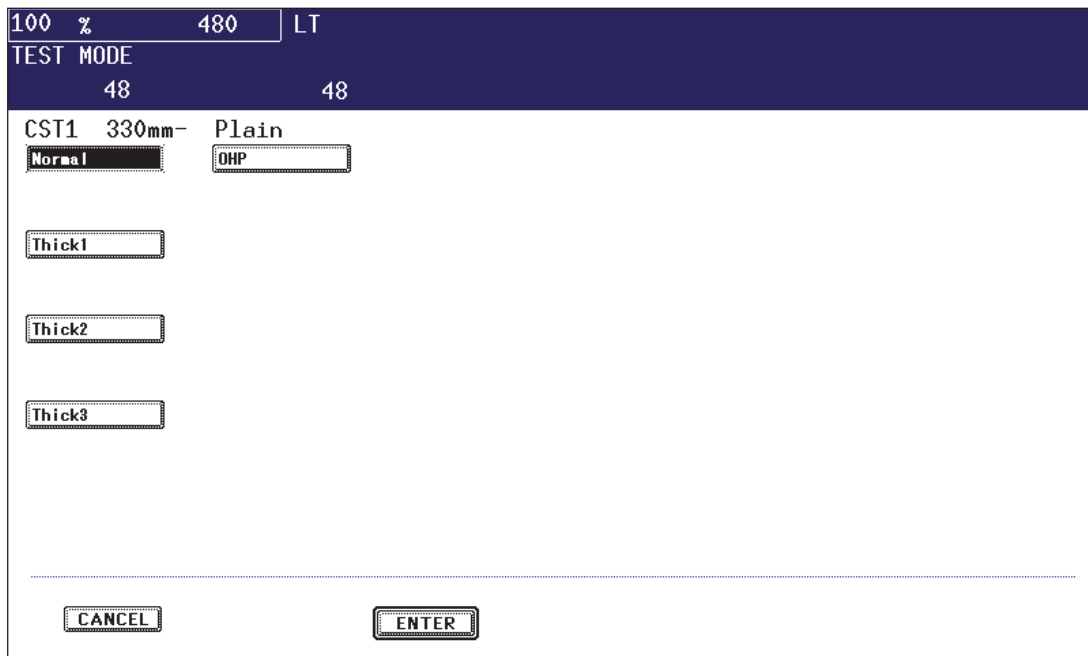 100 % 480 LT
TEST MODE
48 48
CST1 330mm- Plain
Normal OHP
Thick1
Thick2
Thick3
CANCEL ENTER